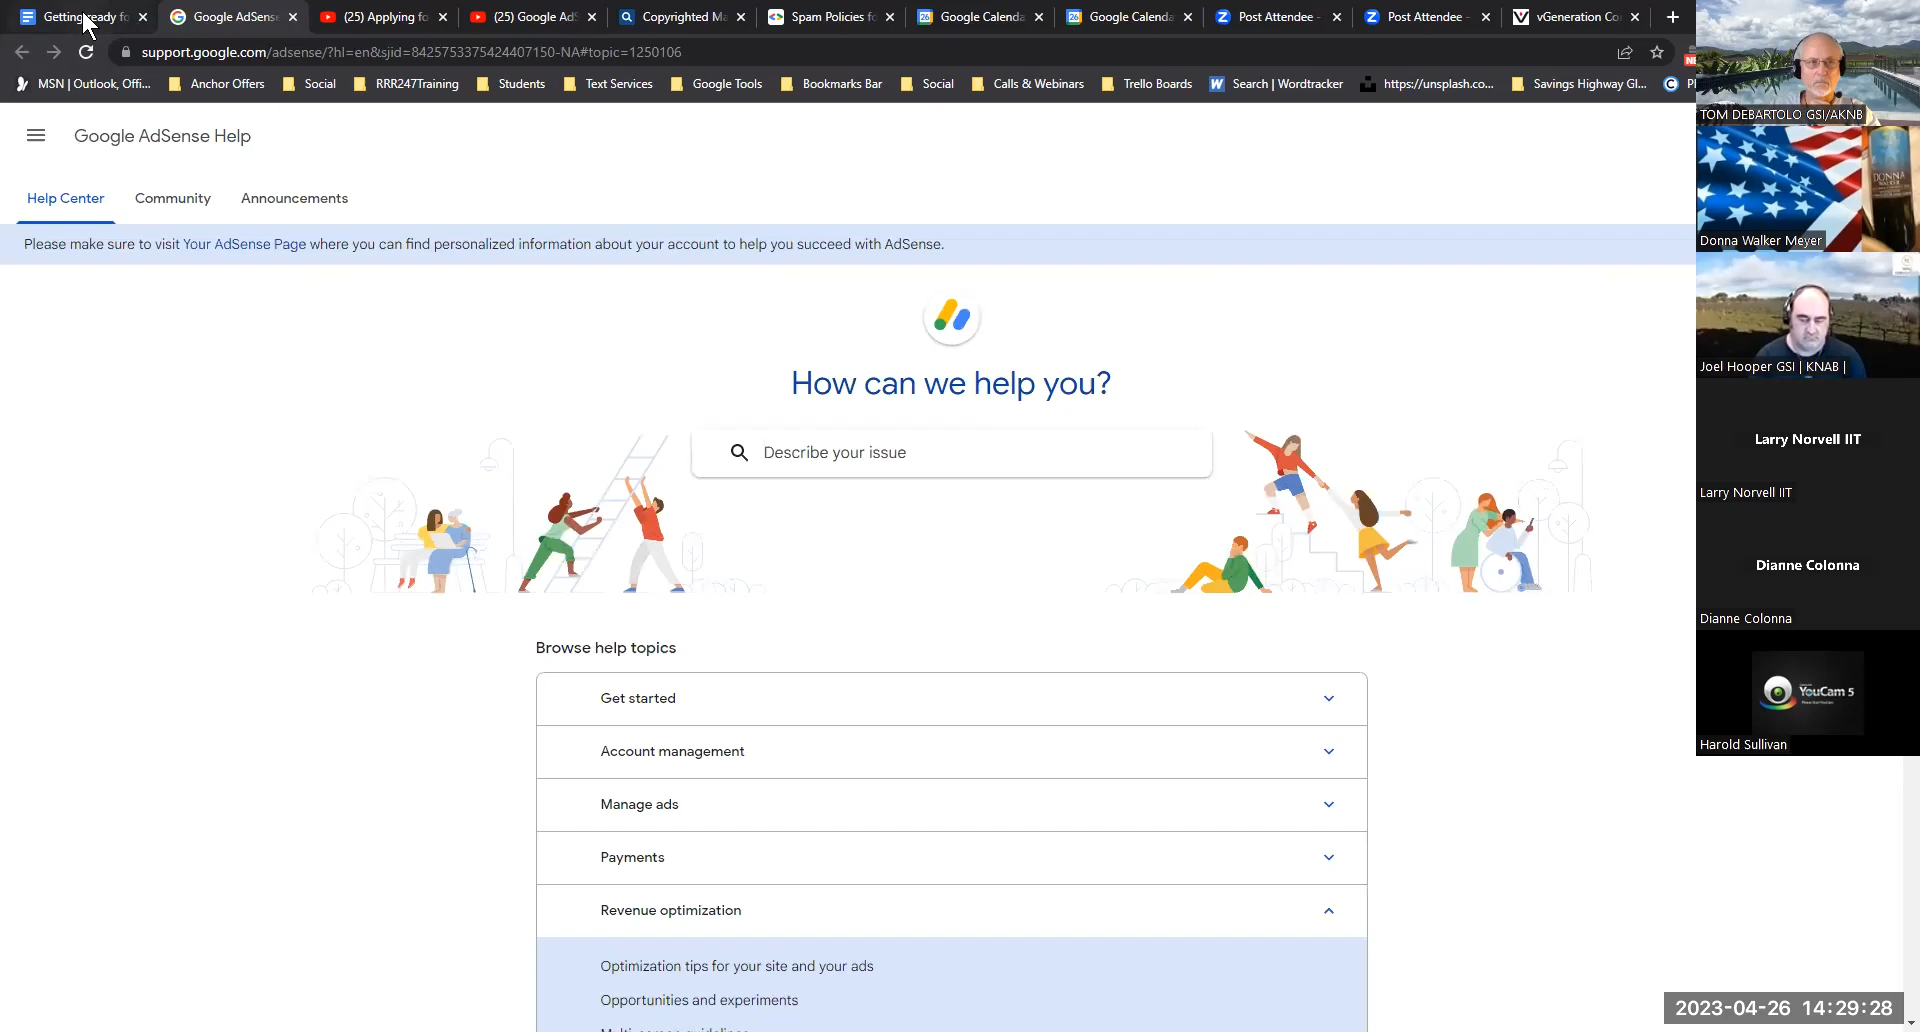 Getting ready fo
Google AdSense
(25) Applying fo
(25) Google AdS
Copyrighted Ma
Spam Policies fo
Google Calenda
Google Calenda
Post Attendee -
Post Attendee -
vGeneration Co
support.google.com/adsense/?hl=en&sjid=8425753375424407150-NA#topic=1250106
MSN | Outlook, Offi...
Anchor Offers
Social
RRR247Training
Students
Text Services
Google Tools
Bookmarks Bar
Social
Calls & Webinars
Trello Boards
Search | Wordtracker
https://unsplash.co...
Savings Highway Gl...
Google AdSense Help
Help Center
Community
Announcements
Please make sure to visit Your AdSense Page where you can find personalized information about your account to help you succeed with AdSense.
How can we help you?
Describe your issue
Browse help topics
Get started
Account management
Manage ads
Payments
Revenue optimization
Optimization tips for your site and your ads
Opportunities and experiments
TOM DEBARTOLO GSI/AKNB
DONNA
Donna Walker Meyer
Joel Hooper GSI | KNAB |
Larry Norvell IIT
Larry Norvell IIT
Dianne Colonna
Dianne Colonna
YouCam 5
Harold Sullivan
2023-04-26 14:29:28